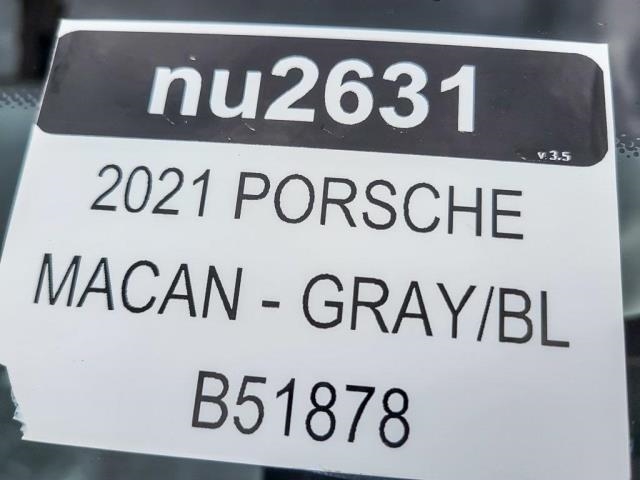 nu2631
v 3.5
2021 PORSCHE
MACAN - GRAY/BL
B51878